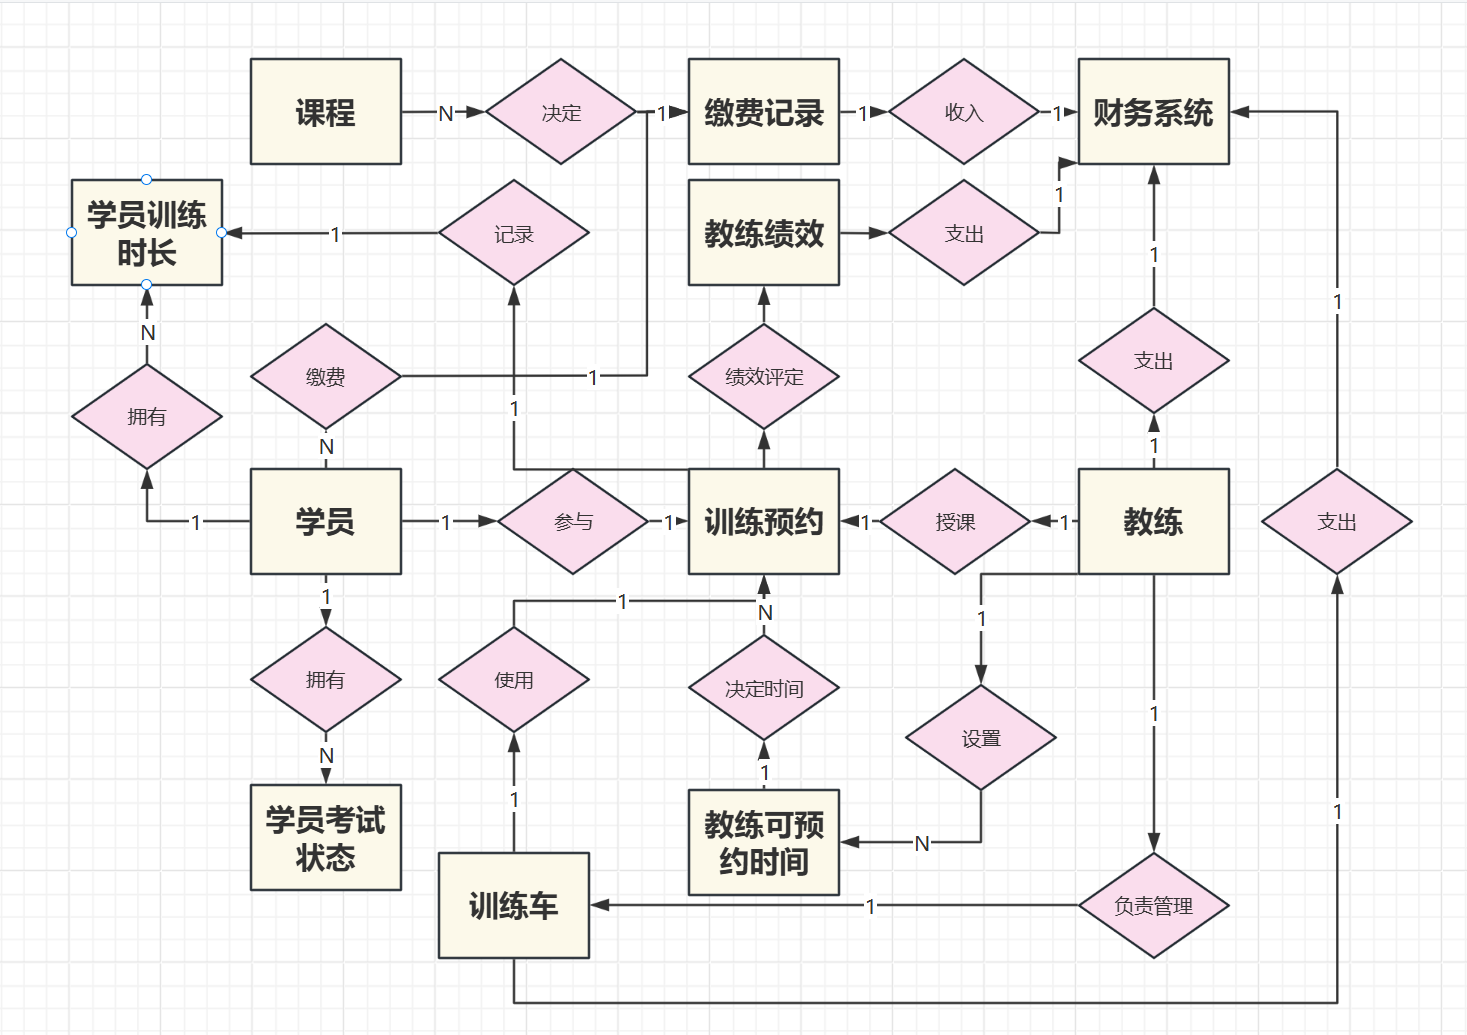 课程
N
决定
1
缴费记录
1
收入
1
财务系统
学员训练
时长
1
记录
教练绩效
支出
1
1
1
N
缴费
1
绩效评定
支出
拥有
1
N
1
1
学员
1
参与
1
训练预约
1
授课
1
教练
支出
1
1
N
1
拥有
使用
决定时间
1
设置
N
1
1
1
学员考试
状态
教练可预
约时间
N
训练车
1
负责管理